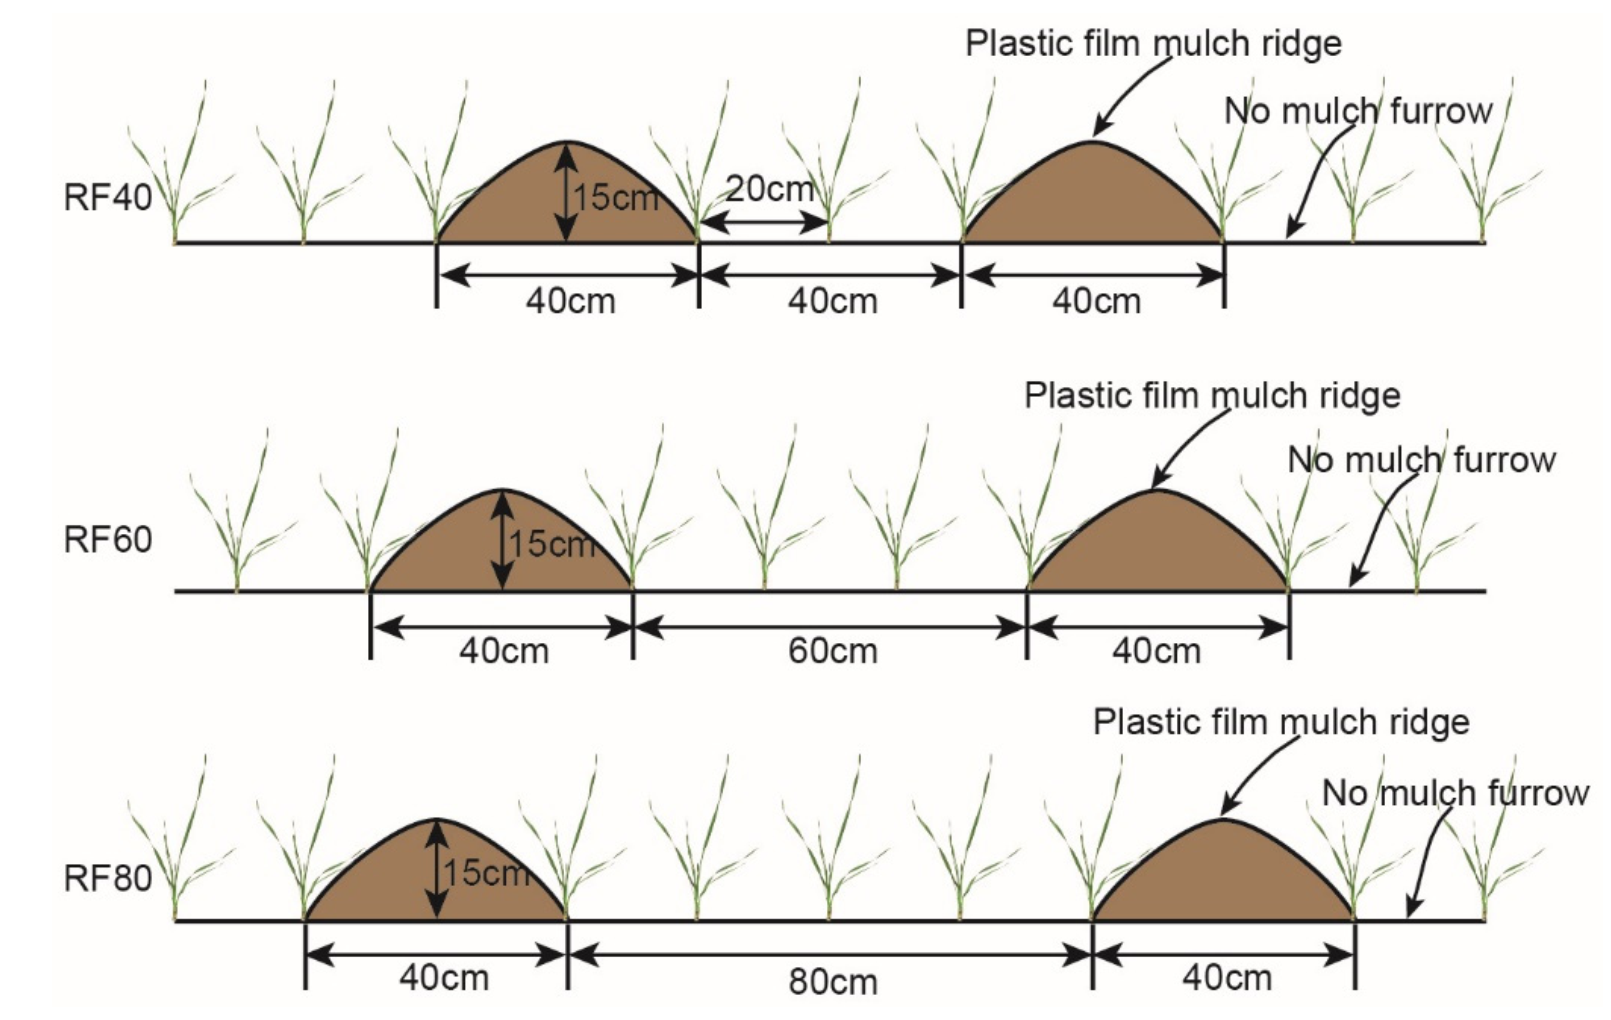 Plastic film mulch ridge
No mulch furrow
RF40
15cm
20cm
40cm
40cm
40cm
Plastic film mulch ridge
No mulch furrow
RF60
15cm
40cm
60cm
40cm
Plastic film mulch ridge
No mulch furrow
RF80
15cm
40cm
80cm
40cm